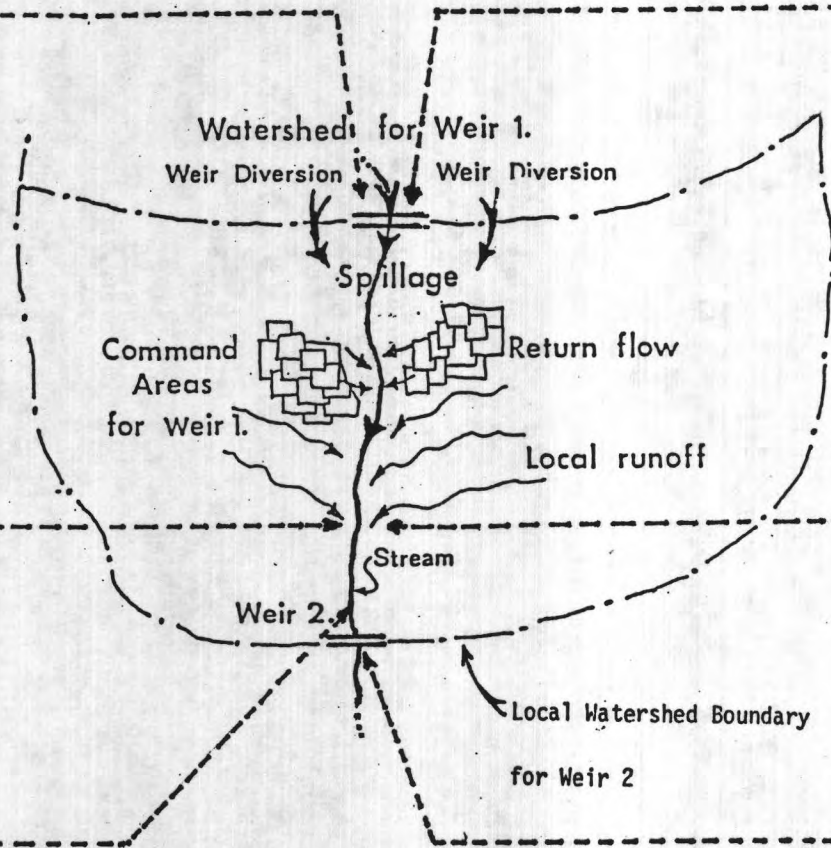 Watershed for Weir 1.
Weir Diversion
Weir Diversion
Spillage
Command
Areas
for Weir 1.
Return flow
Local runoff
Stream
Weir 2.
Local Watershed Boundary
for Weir 2